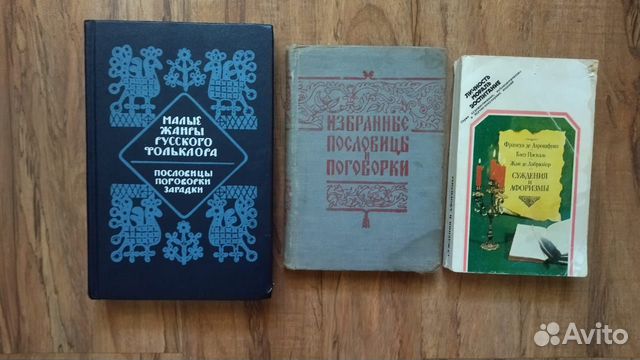 МАЛЫЕ
ЖАНРЫ
РУССКОГО
ФОЛЬКЛОРА
ПОСЛОВИЦЫ
ПОГОВОРКИ
ЗАГАДКИ
ИЗБРАННЫЕ
ПОСЛОВИЦЫ
И
ПОГОВОРКИ
ЛИЧНОСТЬ
МОРАЛЬ
ВОСПИТАНИЕ
Франсуа де Ларошфуко
Блез Паскаль
Жан де Лабрюйер
СУЖДЕНИЯ
И
АФОРИЗМЫ
Avito